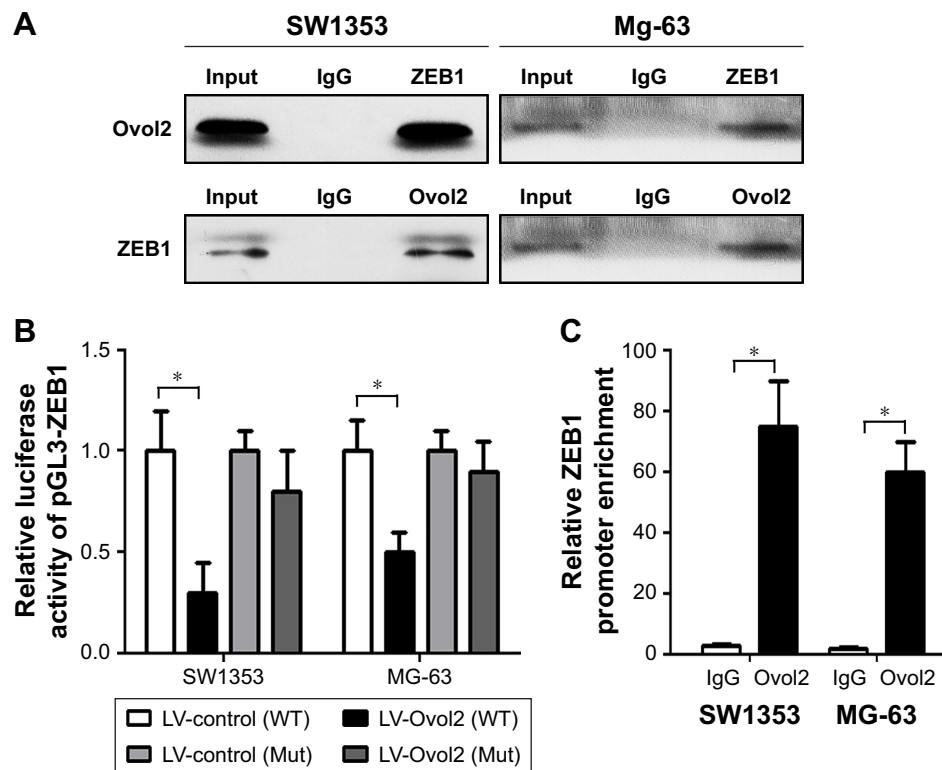 A
SW1353
Mg-63
Input IgG ZEB1
Input IgG ZEB1
Ovol2
Input IgG Ovol2
Input IgG Ovol2
ZEB1
B
Relative luciferase
activity of pGL3-ZEB1
1.5
1.0
0.5
0.0
*
*
SW1353
MG-63
LV-control (WT)
LV-Ovol2 (WT)
LV-control (Mut)
LV-Ovol2 (Mut)
C
Relative ZEB1
promoter enrichment
100
80
60
40
20
0
*
*
IgG Ovol2
IgG Ovol2
SW1353
MG-63